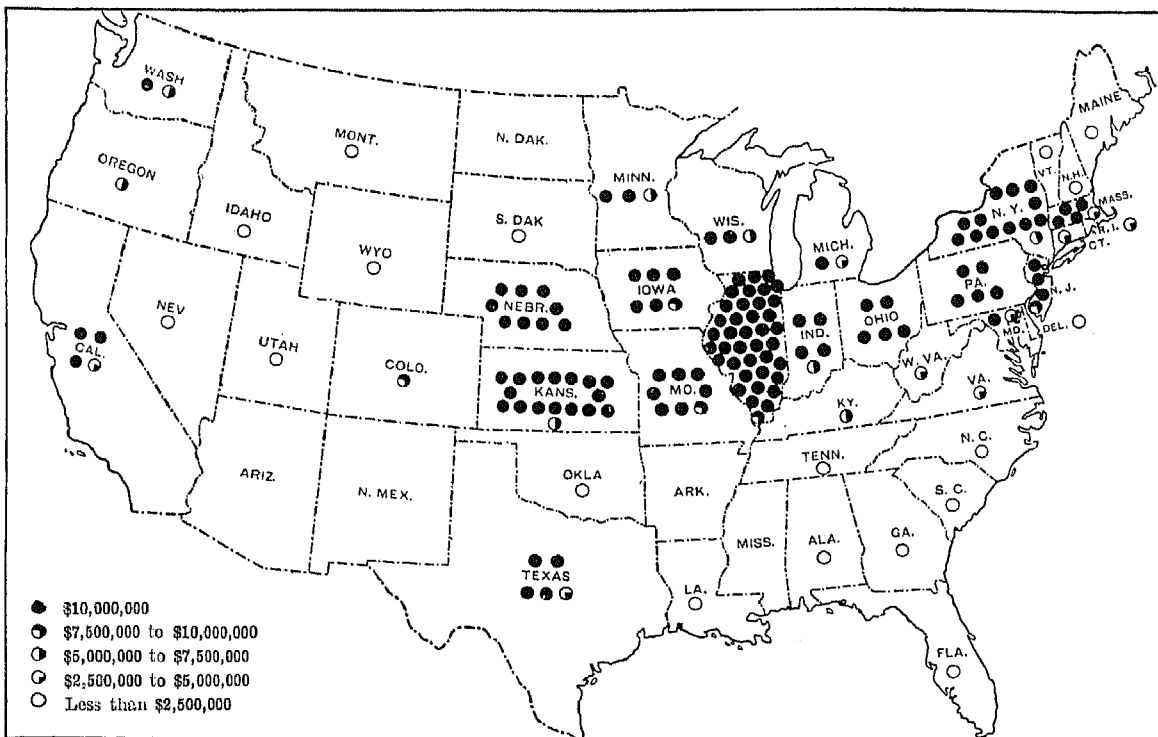 WASH
OREGON
IDAHO
MONT.
WYO
NEV
CAL.
UTAH
COLO.
ARIZ.
N. MEX.
N. DAK.
S. DAK
NEBR.
KANS.
OKLA
TEXAS
MINN.
IOWA
MO.
ARK.
LA.
WIS.
MICH.
IND.
OHIO
KY.
TENN.
MISS.
ALA.
GA.
FLA.
S. C.
N. C.
VA.
W. VA.
MD.
DEL.
PA.
N. J.
N. Y.
VT.
N.H.
MAINE
MASS.
R. I.
CT.
$10,000,000
$7,500,000 to $10,000,000
$5,000,000 to $7,500,000
$2,500,000 to $5,000,000
Less than $2,500,000